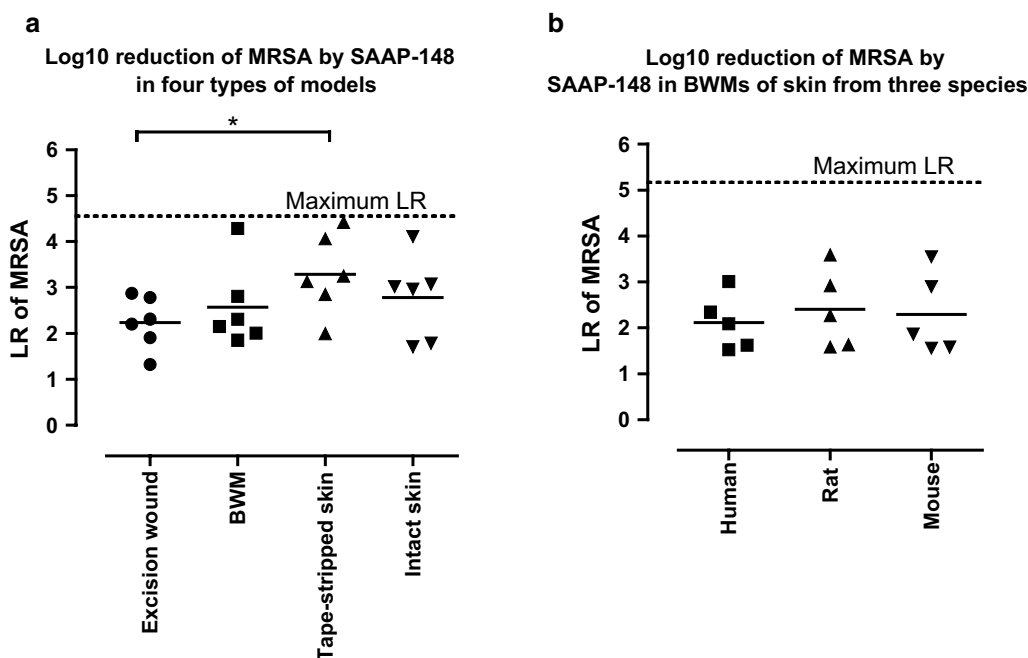 a
Log10 reduction of MRSA by SAAP-148
in four types of models
*
6
5
4
3
2
1
0
LR of MRSA
Maximum LR
Excision wound
BWM
Tape-stripped skin
Intact skin
b
Log10 reduction of MRSA by
SAAP-148 in BWMs of skin from three species
6
5
4
3
2
1
0
LR of MRSA
Maximum LR
Human
Rat
Mouse